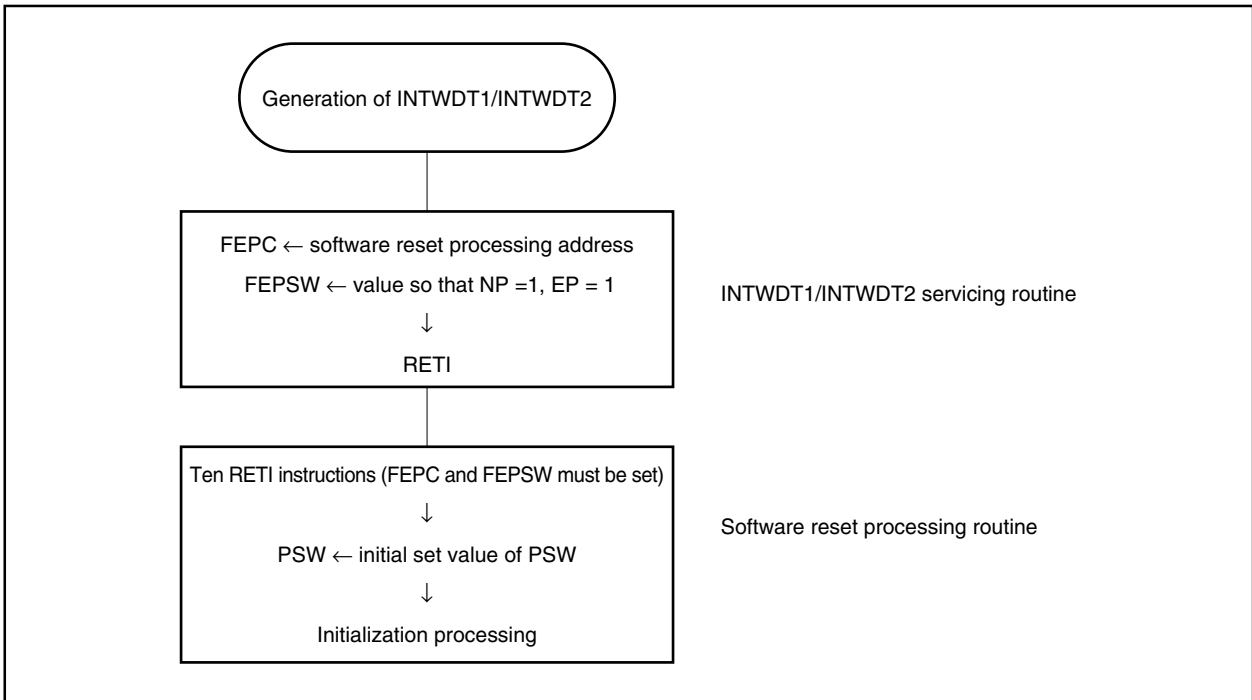 Generation of INTWDT1/INTWDT2
FEPC ← software reset processing address
FEPSW ← value so that NP =1, EP = 1
↓
RETI
INTWDT1/INTWDT2 servicing routine
Ten RETI instructions (FEPC and FEPSW must be set)
↓
PSW ← initial set value of PSW
↓
Initialization processing
Software reset processing routine